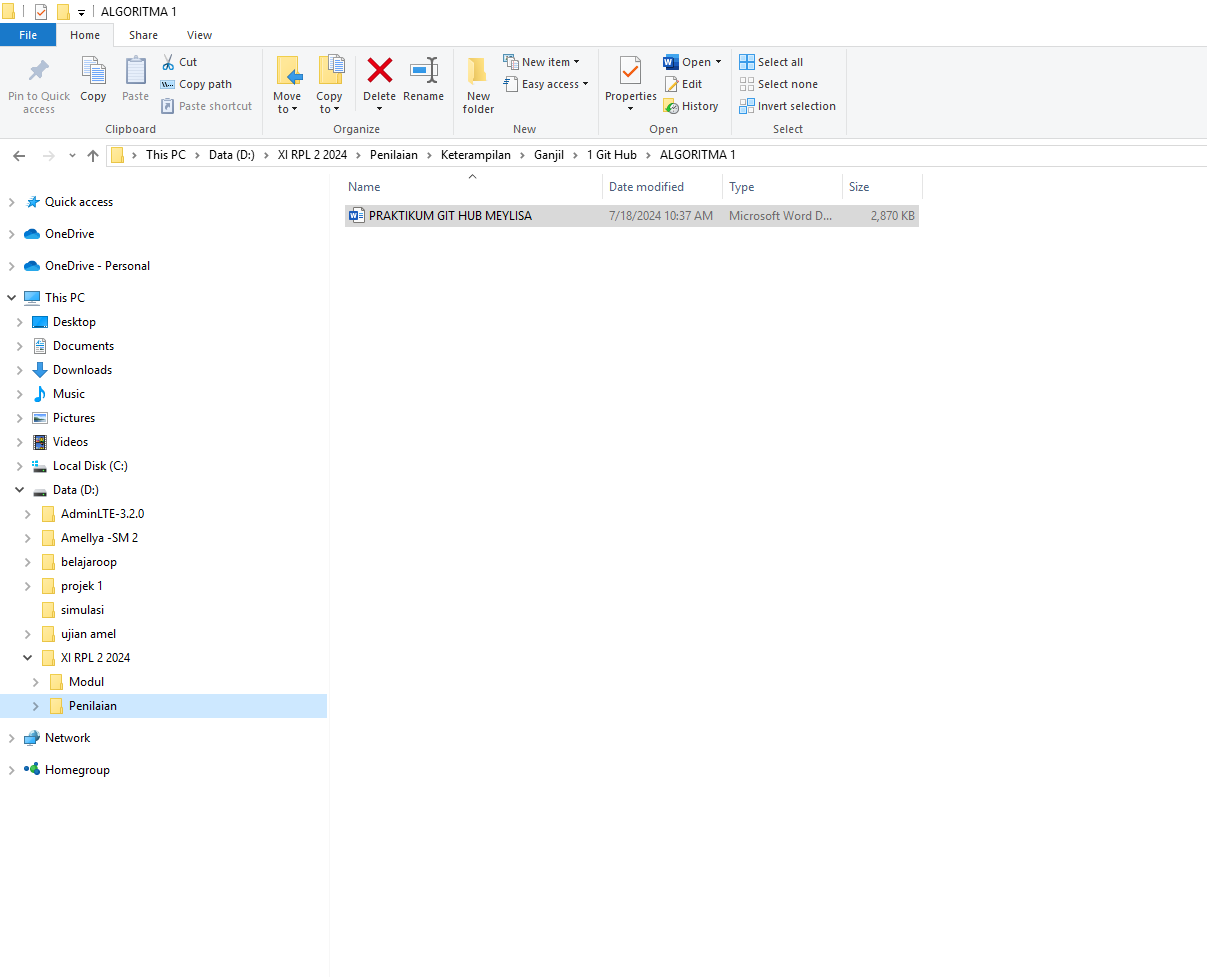 ALGORITMA 1
File Home Share View
Pin to Quick access
Copy
Paste
Cut
Copy path
Paste shortcut
Clipboard
Move to
Copy to
Delete
Rename
Organize
New folder
New item
Easy access
New
Properties
Open
Edit
History
Open
Select all
Select none
Invert selection
Select
This PC > Data (D:) > XI RPL 2 2024 > Penilaian > Keterampilan > Ganjil > 1 Git Hub > ALGORITMA 1
Name Date modified Type Size
PRAKTIKUM GIT HUB MEYLISA 7/18/2024 10:37 AM Microsoft Word D... 2,870 KB
Quick access
OneDrive
OneDrive - Personal
This PC
Desktop
Documents
Downloads
Music
Pictures
Videos
Local Disk (C:)
Data (D:)
AdminLTE-3.2.0
Amellya -SM 2
belajaroop
projek 1
simulasi
ujian amel
XI RPL 2 2024
Modul
Penilaian
Network
Homegroup